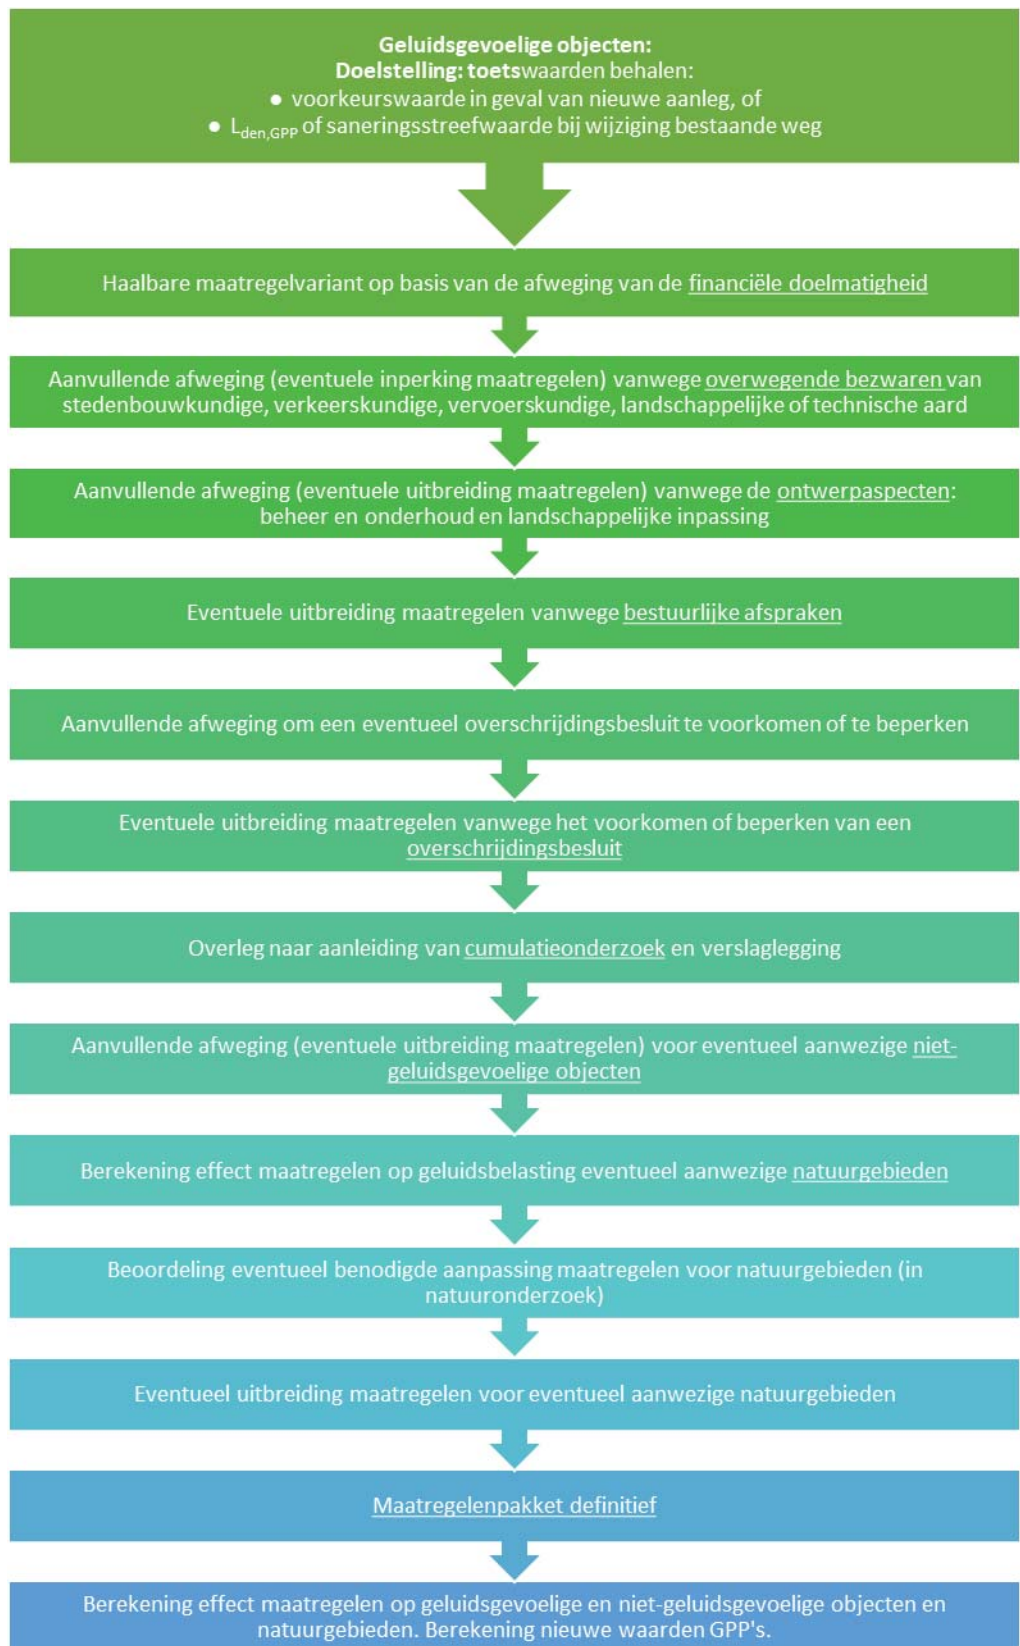 Geluidsgevoelige objecten:
Doelstelling: toetswaarden behalen:
● voorkeurswaarde in geval van nieuwe aanleg, of
● Lden,GPP of saneringsstreefwaarde bij wijziging bestaande weg
Haalbare maatregelvariant op basis van de afweging van de financiële doelmatigheid
Aanvullende afweging (eventuele inperking maatregelen) vanwege overwegende bezwaren van
stedenbouwkundige, verkeerskundige, vervoerskundige, landschappelijke of technische aard
Aanvullende afweging (eventuele uitbreiding maatregelen) vanwege de ontwerpaspecten:
beheer en onderhoud en landschappelijke inpassing
Eventuele uitbreiding maatregelen vanwege bestuurlijke afspraken
Aanvullende afweging om een eventueel overschrijdingsbesluit te voorkomen of te beperken
Eventuele uitbreiding maatregelen vanwege het voorkomen of beperken van een
overschrijdingsbesluit
Overleg naar aanleiding van cumulatieonderzoek en verslaglegging
Aanvullende afweging (eventuele uitbreiding maatregelen) voor eventueel aanwezige niet-
geluidsgevoelige objecten
Berekening effect maatregelen op geluidsbelasting eventueel aanwezige natuurgebieden
Beoordeling eventueel benodigde aanpassing maatregelen voor natuurgebieden (in
natuuronderzoek)
Eventueel uitbreiding maatregelen voor eventueel aanwezige natuurgebieden
Maatregelenpakket definitief
Berekening effect maatregelen op geluidsgevoelige en niet-geluidsgevoelige objecten en
natuurgebieden. Berekening nieuwe waarden GPP's.